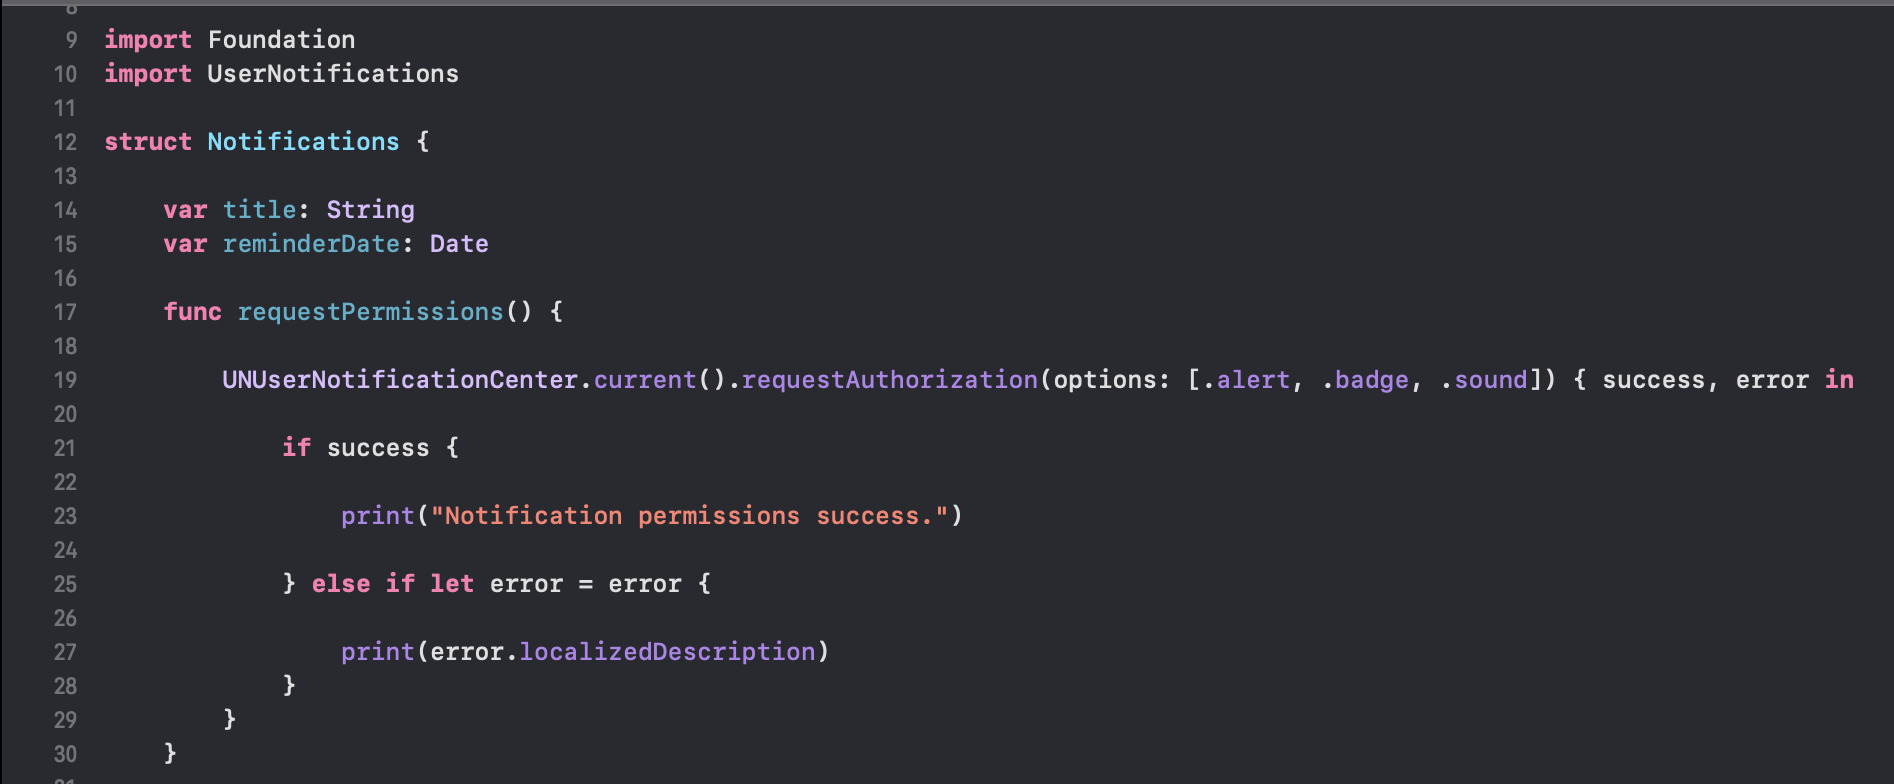 8
9 import Foundation
10 import UserNotifications
11
12 struct Notifications {
13
14     var title: String
15     var reminderDate: Date
16
17     func requestPermissions() {
18
19         UNUserNotificationCenter.current().requestAuthorization(options: [.alert, .badge, .sound]) { success, error in
20
21             if success {
22
23                 print("Notification permissions success.")
24
25             } else if let error = error {
26
27                 print(error.localizedDescription)
28             }
29         }
30     }
31